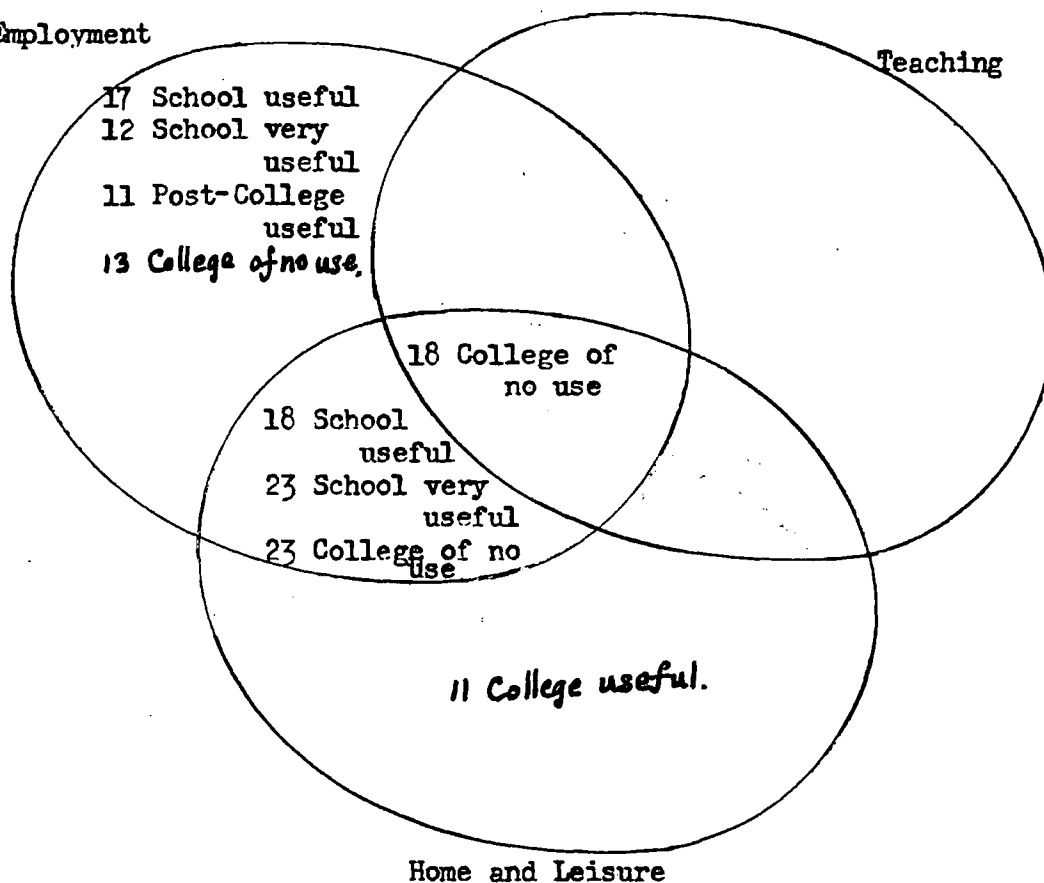 Employment
Teaching
17 School useful
12 School very
useful
11 Post-College
useful
13 College of no use.
18 College of
no use
18 School
useful
23 School very
useful
23 College of no
use
11 College useful.
Home and Leisure